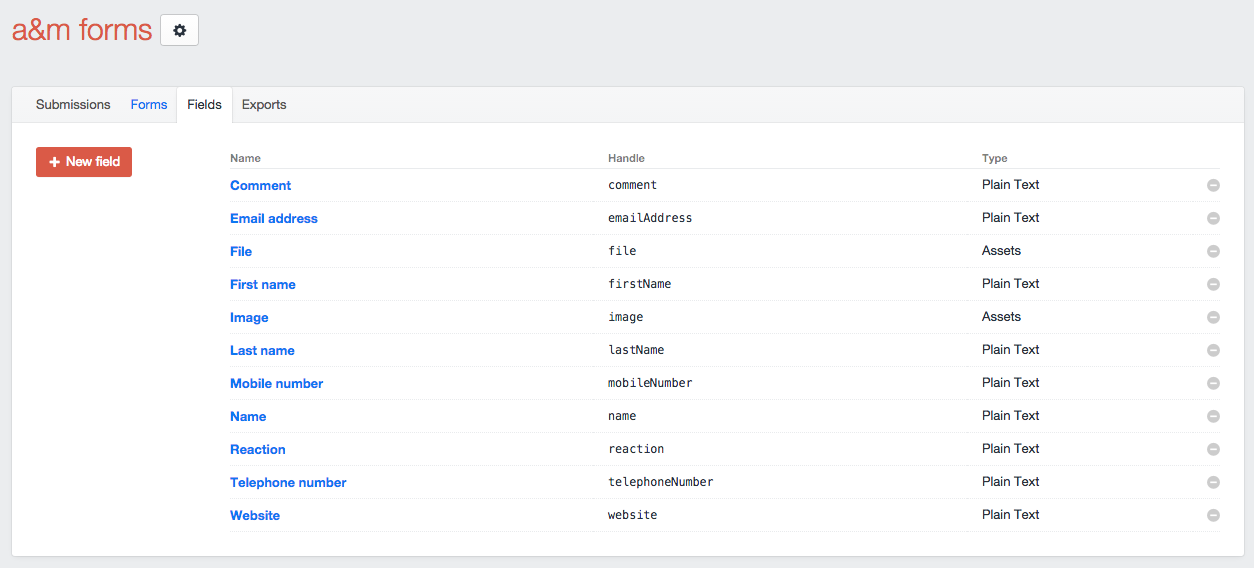 a&m forms
Submissions Forms Fields Exports
New field
Name Handle Type
Comment comment Plain Text
Email address emailAddress Plain Text
File file Assets
First name firstName Plain Text
Image image Assets
Last name lastName Plain Text
Mobile number mobileNumber Plain Text
Name name Plain Text
Reaction reaction Plain Text
Telephone number telephoneNumber Plain Text
Website website Plain Text